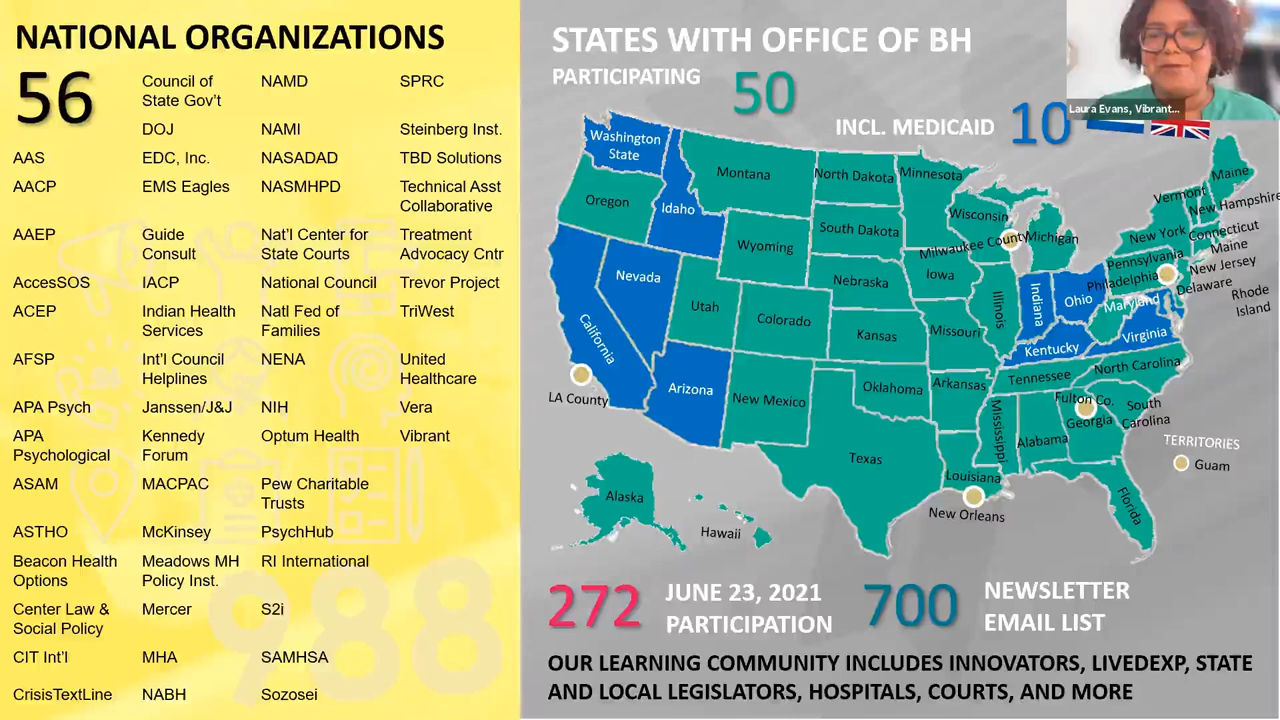 NATIONAL ORGANIZATIONS
56
AAS
AACP
AAEP
AccesSOS
ACEP
AFSP
APA Psych
APA
Psychological
ASAM
ASTHO
Beacon Health
Options
Center Law &
Social Policy
CIT Int'l
CrisisTextLine
Council of
State Gov't
DOJ
EDC, Inc.
EMS Eagles
Guide
Consult
IACP
Indian Health
Services
Int'l Council
Helplines
Janssen/J&J
Kennedy
Forum
MACPAC
McKinsey
Meadows MH
Policy Inst.
Mercer
MHA
NABH
NAMD
NAMI
NASADAD
NASMHPD
Nat'l Center for
State Courts
National Council
Natl Fed of
Families
NENA
NIH
Optum Health
Pew Charitable
Trusts
PsychHub
RI International
S2i
SAMHSA
Sozosei
SPRC
Steinberg Inst.
TBD Solutions
Technical Asst
Collaborative
Treatment
Advocacy Cntr
Trevor Project
TriWest
United
Healthcare
Vera
Vibrant
988
STATES WITH OFFICE OF BH
PARTICIPATING
50
INCL. MEDICAID 10
Laura Evans, Vibrant...
Washington
State
Oregon
Idaho
Montana
North Dakota
Minnesota
Wisconsin
Milwaukee County
Michigan
Vermont
Maine
New Hampshire
New York
Connecticut
Maine
Pennsylvania
Philadelphia
New Jersey
Delaware
Rhode
Island
Maryland
Wyoming
South Dakota
Nebraska
Iowa
Illinois
Indiana
Ohio
Nevada
Utah
Colorado
Kansas
Missouri
Kentucky
Virginia
California
LA County
Arizona
New Mexico
Oklahoma
Arkansas
Tennessee
North Carolina
Fulton Co.
Georgia
South
Carolina
Mississippi
Alabama
Texas
Louisiana
New Orleans
Florida
Alaska
Hawaii
TERRITORIES
Guam
272
JUNE 23, 2021
PARTICIPATION
700
NEWSLETTER
EMAIL LIST
OUR LEARNING COMMUNITY INCLUDES INNOVATORS, LIVEDEXP, STATE
AND LOCAL LEGISLATORS, HOSPITALS, COURTS, AND MORE